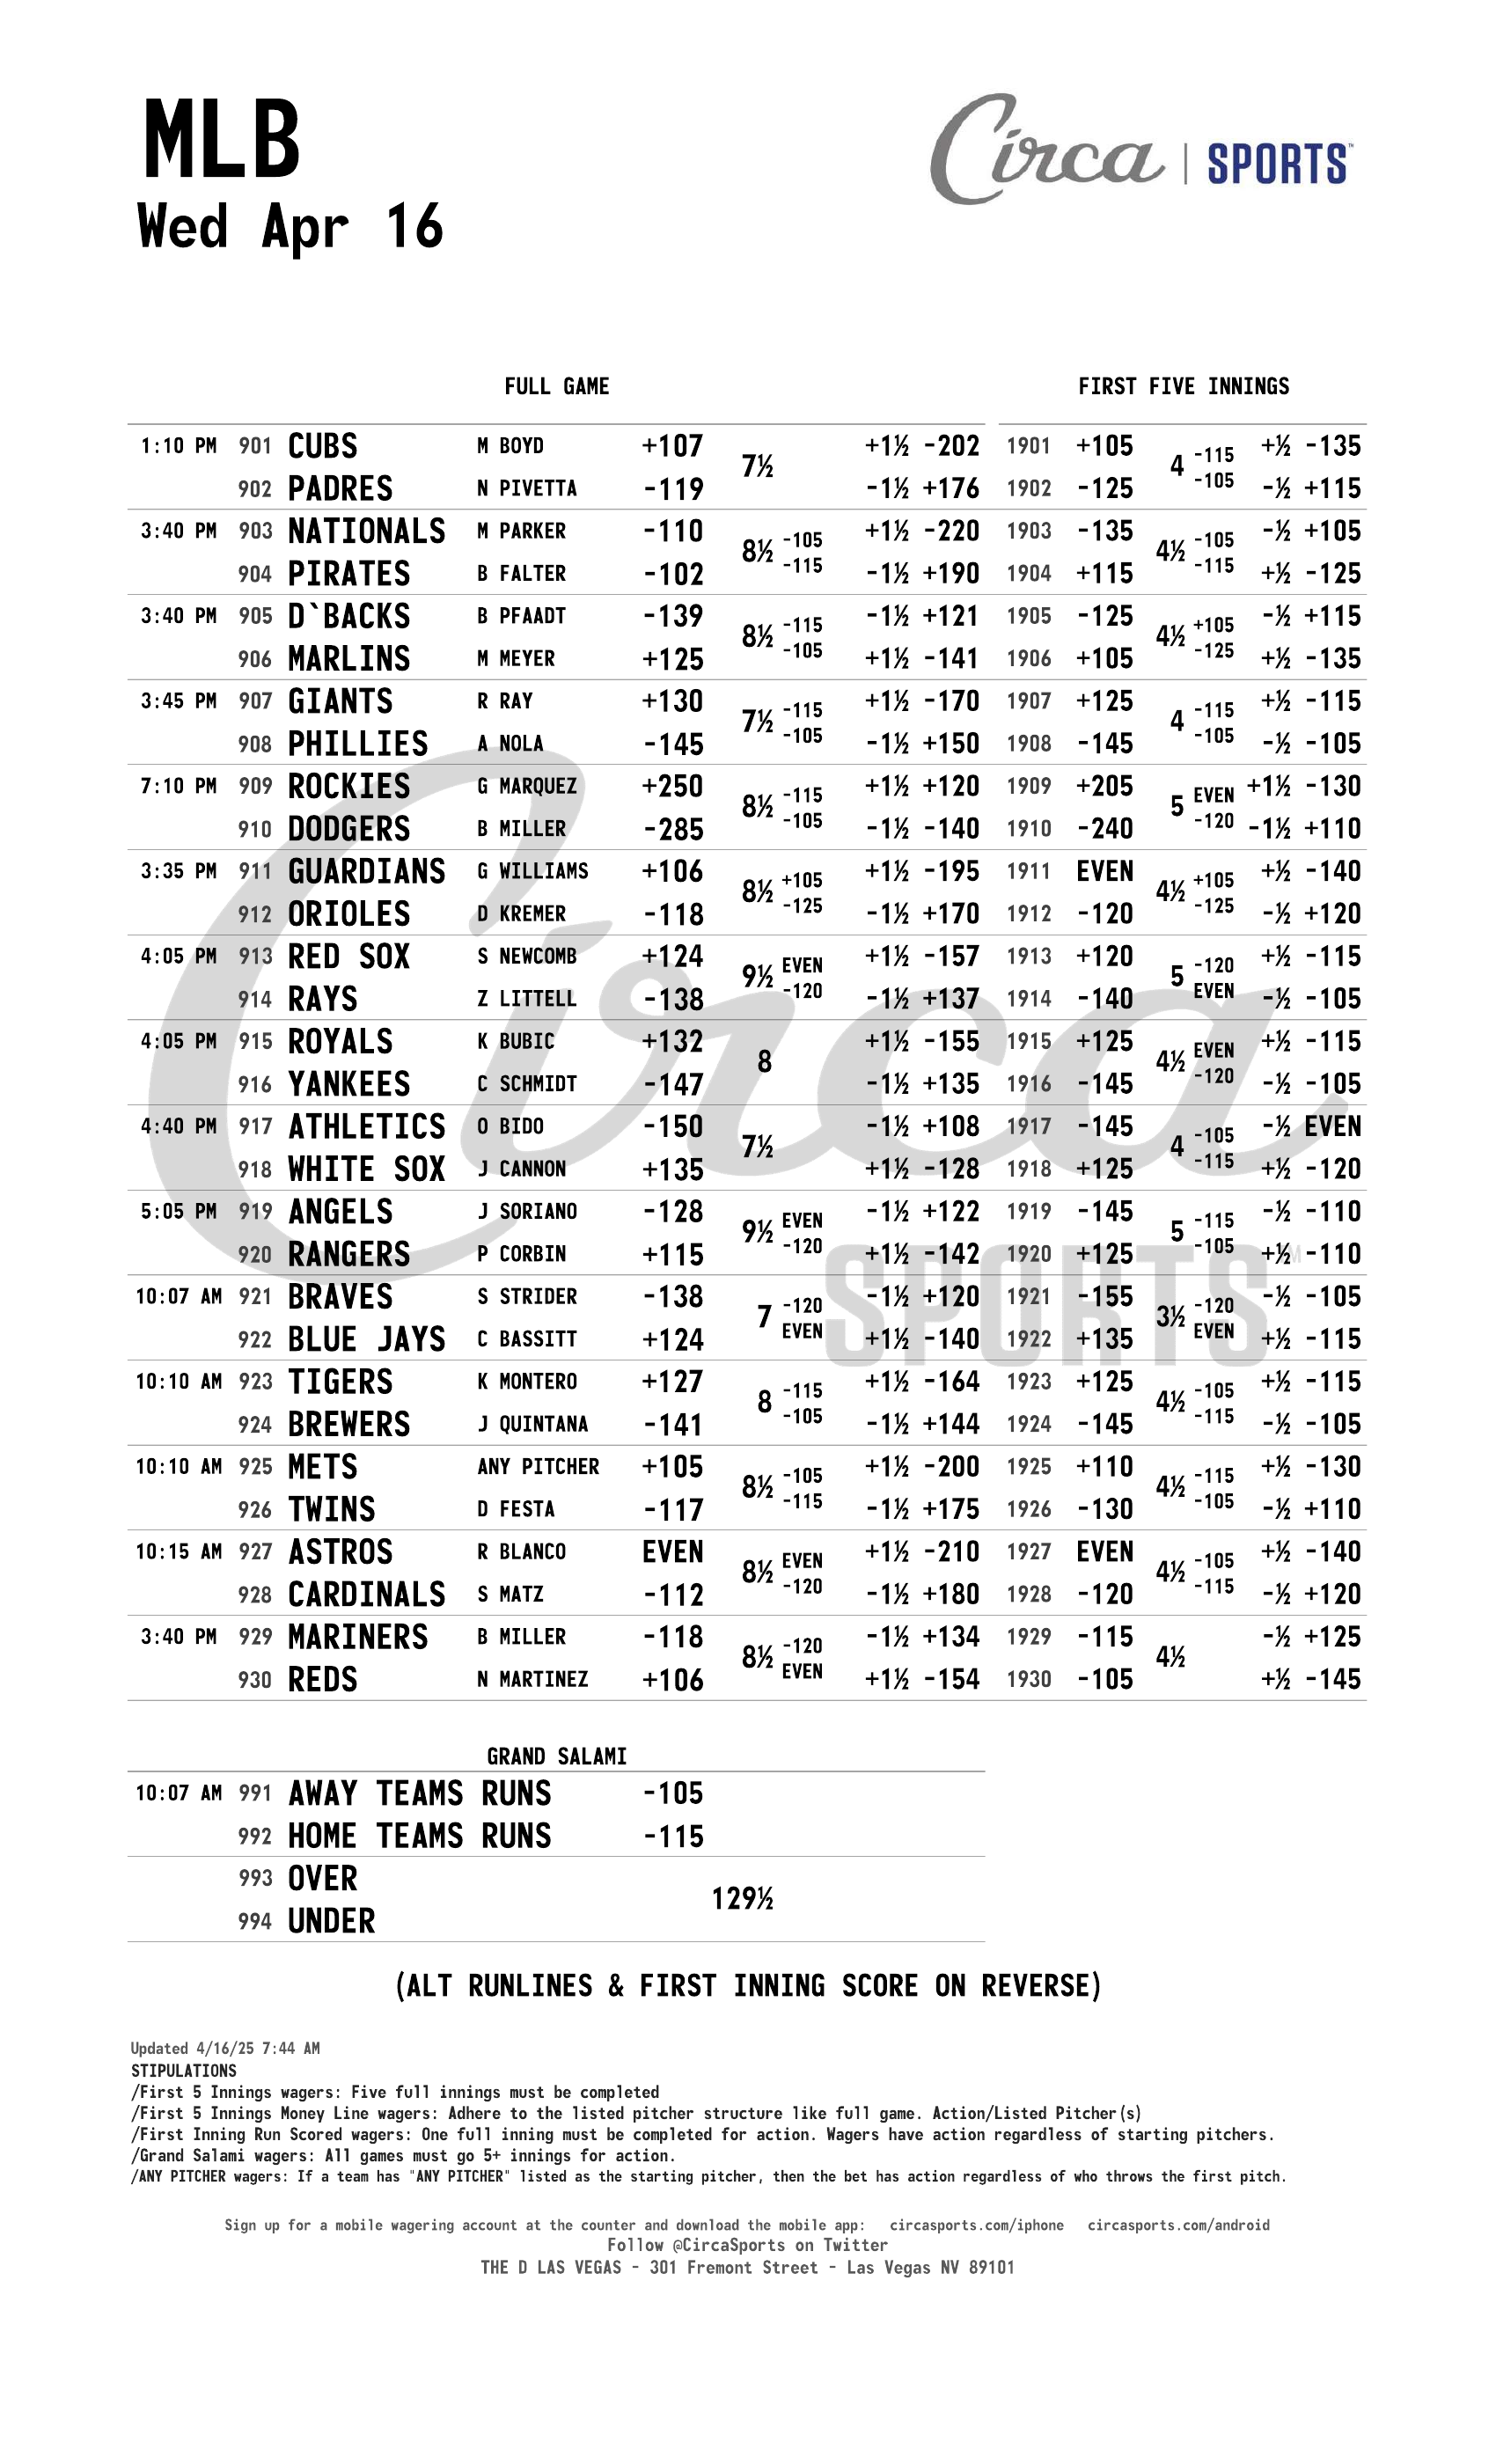 MLB
Circa | SPORTS™
Wed Apr 16
FULL GAME FIRST FIVE INNINGS
1:10 PM 901 CUBS M BOYD +107 7½ +1½ -202 1901 +105 4 -115 +½ -135
902 PADRES N PIVETTA -119 -1½ +176 1902 -125 -105 -½ +115
3:40 PM 903 NATIONALS M PARKER -110 8½ -105 +1½ -220 1903 -135 4½ -105 -½ +105
904 PIRATES B FALTER -102 -115 -1½ +190 1904 +115 -115 +½ -125
3:40 PM 905 D`BACKS B PFAADT -139 8½ -115 -1½ +121 1905 -125 4½ +105 -½ +115
906 MARLINS M MEYER +125 -105 +1½ -141 1906 +105 -125 +½ -135
3:45 PM 907 GIANTS R RAY +130 7½ -115 +1½ -170 1907 +125 4 -115 +½ -115
908 PHILLIES A NOLA -145 -105 -1½ +150 1908 -145 -105 -½ -105
7:10 PM 909 ROCKIES G MARQUEZ +250 8½ -115 +1½ +120 1909 +205 5 EVEN +1½ -130
910 DODGERS B MILLER -285 -105 -1½ -140 1910 -240 -120 -1½ +110
3:35 PM 911 GUARDIANS G WILLIAMS +106 8½ +105 +1½ -195 1911 EVEN 4½ +105 +½ -140
912 ORIOLES D KREMER -118 -125 -1½ +170 1912 -120 -125 -½ +120
4:05 PM 913 RED SOX S NEWCOMB +124 9½ EVEN +1½ -157 1913 +120 5 -120 +½ -115
914 RAYS Z LITTELL -138 -120 -1½ +137 1914 -140 EVEN -½ -105
4:05 PM 915 ROYALS K BUBIC +132 8 +1½ -155 1915 +125 4½ EVEN +½ -115
916 YANKEES C SCHMIDT -147 -1½ +135 1916 -145 -120 -½ -105
4:40 PM 917 ATHLETICS O BIDO -150 7½ -1½ +108 1917 -145 4 -105 -½ EVEN
918 WHITE SOX J CANNON +135 +1½ -128 1918 +125 -115 +½ -120
5:05 PM 919 ANGELS J SORIANO -128 9½ EVEN -1½ +122 1919 -145 5 -115 -½ -110
920 RANGERS P CORBIN +115 -120 +1½ -142 1920 +125 -105 +½ -110
10:07 AM 921 BRAVES S STRIDER -138 7 -120 -1½ +120 1921 -155 3½ -120 -½ -105
922 BLUE JAYS C BASSITT +124 EVEN +1½ -140 1922 +135 EVEN +½ -115
10:10 AM 923 TIGERS K MONTERO +127 8 -115 +1½ -164 1923 +125 4½ -105 +½ -115
924 BREWERS J QUINTANA -141 -105 -1½ +144 1924 -145 -115 -½ -105
10:10 AM 925 METS ANY PITCHER +105 8½ -105 +1½ -200 1925 +110 4½ -115 +½ -130
926 TWINS D FESTA -117 -115 -1½ +175 1926 -130 -105 -½ +110
10:15 AM 927 ASTROS R BLANCO EVEN 8½ EVEN +1½ -210 1927 EVEN 4½ -105 +½ -140
928 CARDINALS S MATZ -112 -120 -1½ +180 1928 -120 -115 -½ +120
3:40 PM 929 MARINERS B MILLER -118 8½ -120 -1½ +134 1929 -115 4½ -½ +125
930 REDS N MARTINEZ +106 EVEN +1½ -154 1930 -105 +½ -145
Circa
SPORTS
GRAND SALAMI
10:07 AM 991 AWAY TEAMS RUNS -105
992 HOME TEAMS RUNS -115
993 OVER 129½
994 UNDER
(ALT RUNLINES & FIRST INNING SCORE ON REVERSE)
Updated 4/16/25 7:44 AM
STIPULATIONS
/First 5 Innings wagers: Five full innings must be completed
/First 5 Innings Money Line wagers: Adhere to the listed pitcher structure like full game. Action/Listed Pitcher(s)
/First Inning Run Scored wagers: One full inning must be completed for action. Wagers have action regardless of starting pitchers.
/Grand Salami wagers: All games must go 5+ innings for action.
/ANY PITCHER wagers: If a team has "ANY PITCHER" listed as the starting pitcher, then the bet has action regardless of who throws the first pitch.
Sign up for a mobile wagering account at the counter and download the mobile app: circasports.com/iphone circasports.com/android
Follow @CircaSports on Twitter
THE D LAS VEGAS - 301 Fremont Street - Las Vegas NV 89101